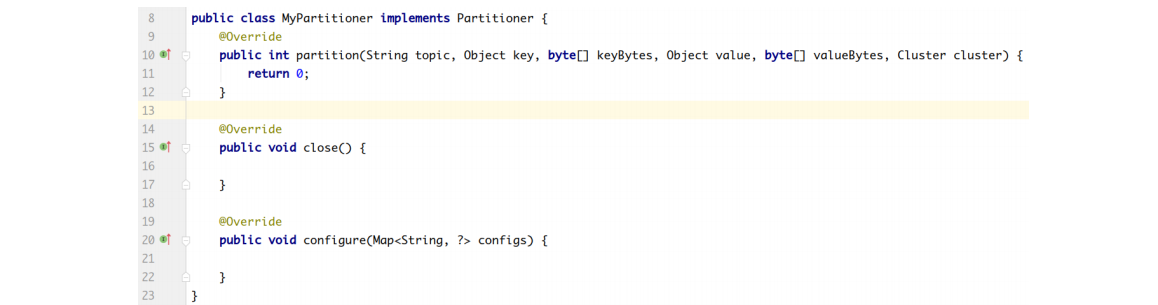 8 public class MyPartitioner implements Partitioner {
9 @Override
10 public int partition(String topic, Object key, byte[] keyBytes, Object value, byte[] valueBytes, Cluster cluster) {
11 return 0;
12 }
13
14 @Override
15 public void close() {
16
17 }
18
19 @Override
20 public void configure(Map<String, ?> configs) {
21
22 }
23 }